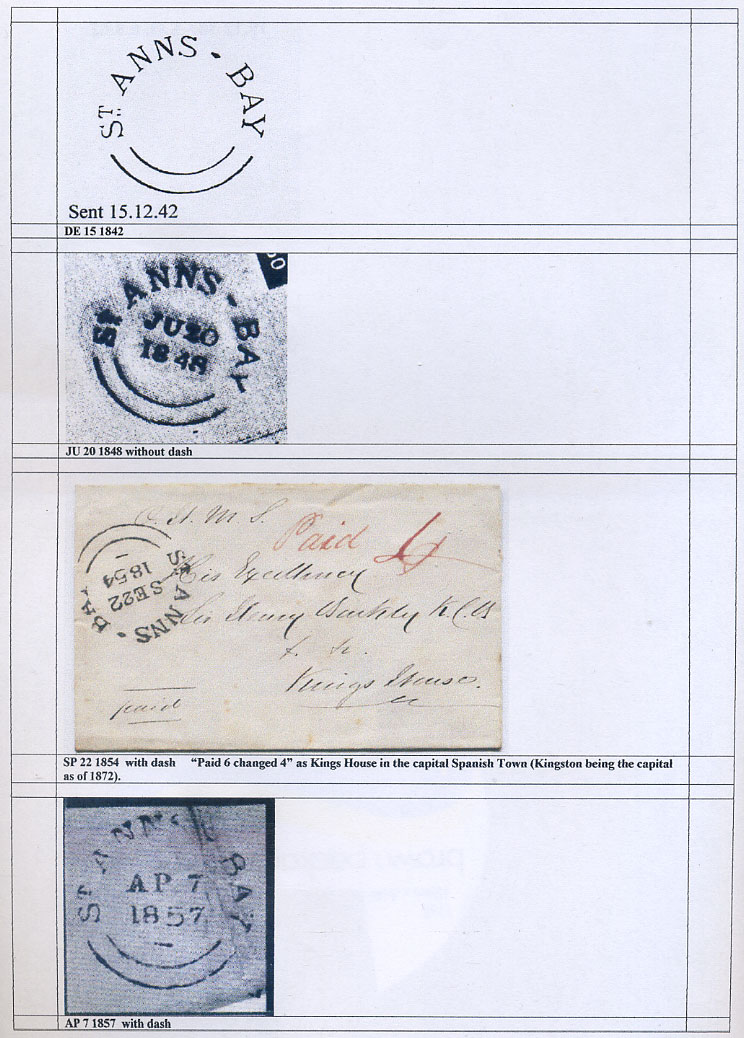 ST. ANNS - BAY
Sent 15.12.42
DE 15 1842
ST ANNS - BAY
JU 20
1848
JU 20 1848 without dash
O. H. M. S.
Paid 4
His Excellency
Sir Henry Barkly K.C.B
Kings House.
paid
ST ANNS - BAY
SE 22
1854
SP 22 1854 with dash "Paid 6 changed 4" as Kings House in the capital Spanish Town (Kingston being the capital
as of 1872).
ST ANNS BAY
AP 7
1857
AP 7 1857 with dash